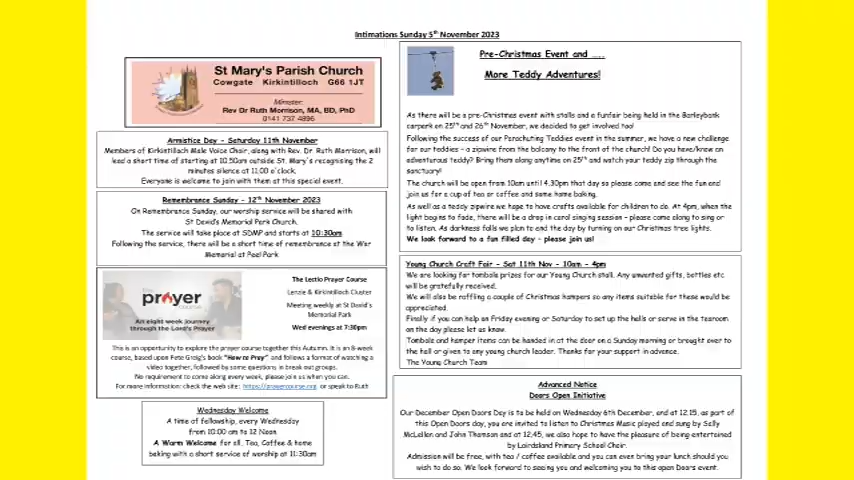 Intimations Sunday 5th November 2023
St Mary's Parish Church
Cowgate Kirkintilloch G66 1JT
Minister:
Rev Dr Ruth Morrison, MA, BD, PhD
0141 737 4896
Armistice Day - Saturday 11th November
Members of Kirkintilloch Male Voice Choir, along with Rev. Dr. Ruth Morrison, will
lead a short time of starting at 10:50am outside St. Mary's recognising the 2
minutes silence at 11:00 o'clock.
Everyone is welcome to join with them at this special event.
Remembrance Sunday - 12th November 2023
On Remembrance Sunday, our worship service will be shared with
St David's Memorial Park Church.
The service will take place at SDMP and starts at 10:30am
Following the service, there will be a short time of remembrance at the War
Memorial at Peel Park
the
prayer
course
An eight week journey
through the Lord's Prayer
The Lectio Prayer Course
Lenzie & Kirkintilloch Cluster
Meeting weekly at St David's
Memorial Park
Wed evenings at 7:30pm
This is an opportunity to explore the prayer course together this Autumn. It is an 8-week
course, based upon Pete Greig's book "How to Pray" and follows a format of watching a
video together, followed by some questions in break out groups.
No requirement to come along every week, please join us when you can.
For more information: check the web site: https://prayercourse.org or speak to Ruth
Wednesday Welcome
A time of fellowship, every Wednesday
from 10:00 am to 12 Noon
A Warm Welcome for all. Tea, Coffee & home
baking with a short service of worship at 11:30am
Pre-Christmas Event and .....
More Teddy Adventures!
As there will be a pre-Christmas event with stalls and a funfair being held in the Barleybank
carpark on 25th and 26th November, we decided to get involved too!
Following the success of our Parachuting Teddies event in the summer, we have a new challenge
for our teddies - a zipwire from the balcony to the front of the church! Do you have/know an
adventurous teddy? Bring them along anytime on 25th and watch your teddy zip through the
sanctuary!
The church will be open from 10am until 4.30pm that day so please come and see the fun and
join us for a cup of tea or coffee and some home baking.
As well as a teddy zipwire we hope to have crafts available for children to do. At 4pm, when the
light begins to fade, there will be a drop in carol singing session - please come along to sing or
to listen. As darkness falls we plan to end the day by turning on our Christmas tree lights.
We look forward to a fun filled day - please join us!
Young Church Craft Fair - Sat 11th Nov - 10am - 4pm
We are looking for tombola prizes for our Young Church stall. Any unwanted gifts, bottles etc
will be gratefully received.
We will also be raffling a couple of Christmas hampers so any items suitable for these would be
appreciated.
Finally if you can help on Friday evening or Saturday to set up the halls or serve in the tearoom
on the day please let us know.
Tombola and hamper items can be handed in at the door on a Sunday morning or brought over to
the hall or given to any young church leader. Thanks for your support in advance.
The Young Church Team
Advanced Notice
Doors Open Initiative
Our December Open Doors Day is to be held on Wednesday 6th December, and at 12.15, as part of
this Open day, you are invited to listen to Christmas Music played and sung by Sally
McLellan and John Thomson and at 12.45, we also hope to have the pleasure of being entertained
by Lairdsland Primary School Choir.
Admission will be free, with tea / coffee available and you can even bring your lunch should you
wish to do so. We look forward to seeing you and welcoming you to this open Doors event.